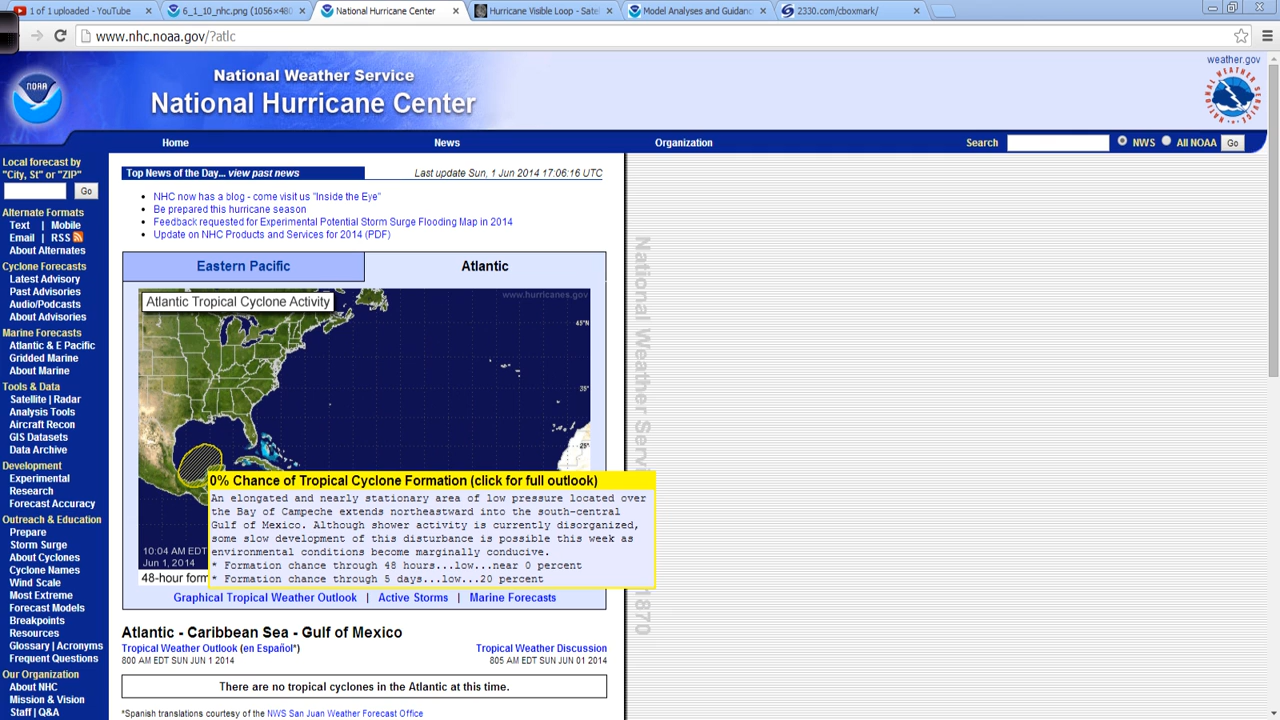 1 of 1 uploaded - YouTube
6_1_10_nhc.png (1056×480
National Hurricane Center
Hurricane Visible Loop - Sate
Model Analyses and Guidanc
2330.com/cboxmark/
www.nhc.noaa.gov/?atlc
weather.gov
NOAA
National Weather Service
National Hurricane Center
Home
News
Organization
Search
NWS
All NOAA
Go
Local forecast by
"City, St" or "ZIP"
Go
Alternate Formats
Text | Mobile
Email | RSS
About Alternates
Cyclone Forecasts
Latest Advisory
Past Advisories
Audio/Podcasts
About Advisories
Marine Forecasts
Atlantic & E Pacific
Gridded Marine
About Marine
Tools & Data
Satellite | Radar
Analysis Tools
Aircraft Recon
GIS Datasets
Data Archive
Development
Experimental
Research
Forecast Accuracy
Outreach & Education
Prepare
Storm Surge
About Cyclones
Cyclone Names
Wind Scale
Most Extreme
Forecast Models
Breakpoints
Resources
Glossary | Acronyms
Frequent Questions
Our Organization
About NHC
Mission & Vision
Staff | Q&A
Top News of the Day... view past news
Last update Sun, 1 Jun 2014 17:06:16 UTC
• NHC now has a blog - come visit us "Inside the Eye"
• Be prepared this hurricane season
• Feedback requested for Experimental Potential Storm Surge Flooding Map in 2014
• Update on NHC Products and Services for 2014 (PDF)
Eastern Pacific
Atlantic
Atlantic Tropical Cyclone Activity
www.hurricanes.gov
0% Chance of Tropical Cyclone Formation (click for full outlook)
An elongated and nearly stationary area of low pressure located over
the Bay of Campeche extends northeastward into the south-central
Gulf of Mexico. Although shower activity is currently disorganized,
some slow development of this disturbance is possible this week as
environmental conditions become marginally conducive.
* Formation chance through 48 hours...low...near 0 percent
* Formation chance through 5 days...low...20 percent
10:04 AM EDT
Jun 1, 2014
48-hour form
Graphical Tropical Weather Outlook | Active Storms | Marine Forecasts
Atlantic - Caribbean Sea - Gulf of Mexico
Tropical Weather Outlook (en Español*)
800 AM EDT SUN JUN 1 2014
Tropical Weather Discussion
805 AM EDT SUN JUN 01 2014
There are no tropical cyclones in the Atlantic at this time.
*Spanish translations courtesy of the NWS San Juan Weather Forecast Office
National Weather Service
1870